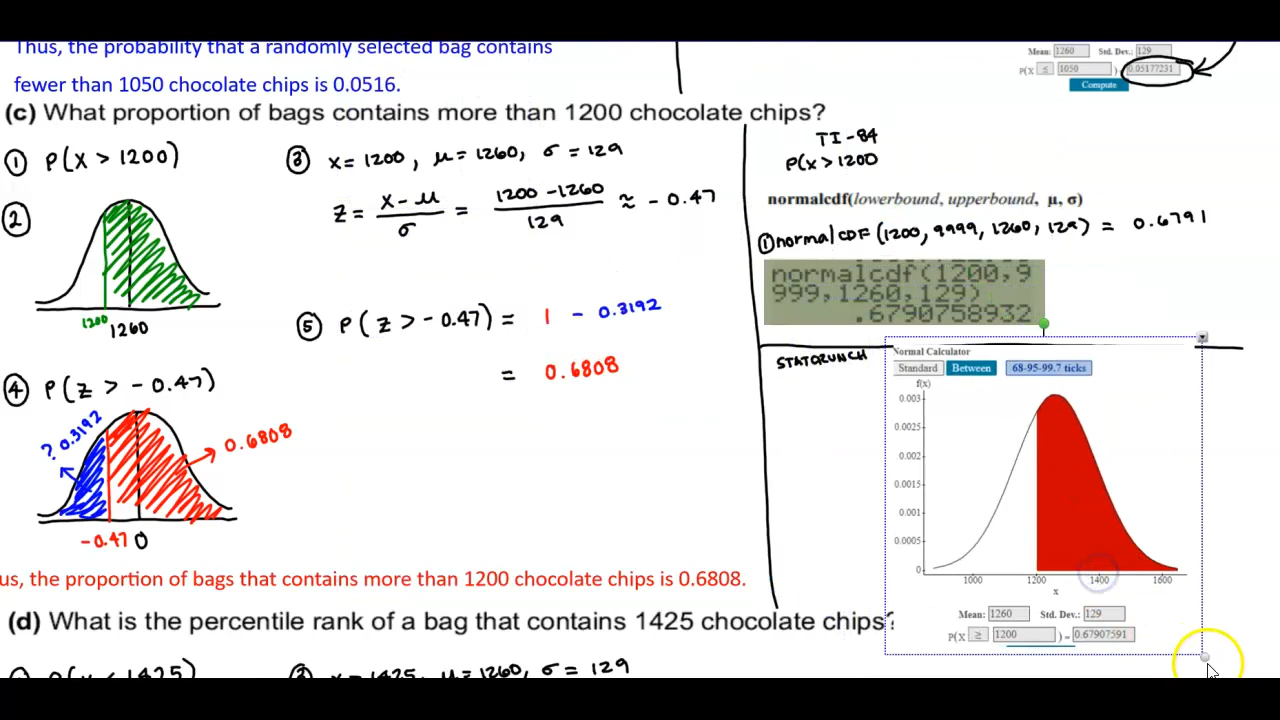 Thus, the probability that a randomly selected bag contains
fewer than 1050 chocolate chips is 0.0516.
Mean: 1260 Std. Dev.: 129
P(X ≤ 1050 ) = 0.05177231
Compute
(c) What proportion of bags contains more than 1200 chocolate chips?
① P(X > 1200)
②
1200
1260
③ x = 1200, μ = 1260, σ = 129
z = x - μ / σ = 1200 - 1260 / 129 ≈ - 0.47
④ P(z > - 0.47)
? 0.3192
0.6808
-0.47 0
⑤ P(z > - 0.47) = 1 - 0.3192
= 0.6808
us, the proportion of bags that contains more than 1200 chocolate chips is 0.6808.
TI-84
P(x > 1200
normalcdf(lowerbound, upperbound, μ, σ)
① normalCDF (1200, 9999, 1260, 129) = 0.6791
normalcdf(1200,9
999,1260,129)
.6790758932
STATCRUNCH
Normal Calculator
Standard Between 68-95-99.7 ticks
f(x)
0.003
0.0025
0.002
0.0015
0.001
0.0005
0
1000 1200 1400 1600
x
Mean: 1260 Std. Dev.: 129
P(X ≥ 1200 ) = 0.67907591
(d) What is the percentile rank of a bag that contains 1425 chocolate chips?
P(x < 1425)
x = 1425, μ = 1260, σ = 129